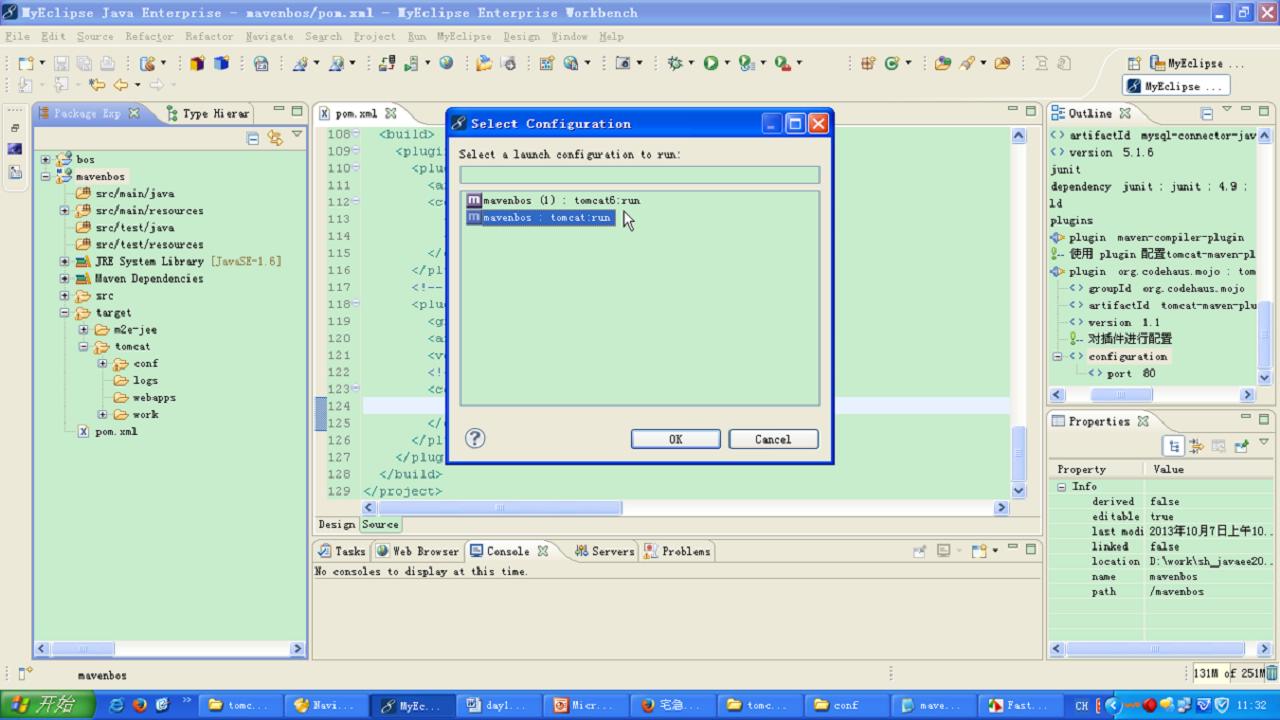 MyEclipse Java Enterprise - mavenbos/pom.xml - MyEclipse Enterprise Workbench
File Edit Source Refactor Refactor Navigate Search Project Run MyEclipse Design Window Help
MyEclipse ...
MyEclipse ...
Package Exp
Type Hierar
bos
mavenbos
src/main/java
src/main/resources
src/test/java
src/test/resources
JRE System Library [JavaSE-1.6]
Maven Dependencies
src
target
m2e-jee
tomcat
conf
logs
webapps
work
pom.xml
pom.xml
108 <build>
109 <plugin
110 <plu
111 <a
112 <c
113
114
115 </
116 </pl
117 <!--
118 <plu
119 <g
120 <a
121 <v
122 <!
123 <c
124
125 </
126 </pl
127 </plug
128 </build>
129 </project>
Design Source
Select Configuration
Select a launch configuration to run:
mavenbos (1) : tomcat6:run
mavenbos : tomcat:run
OK
Cancel
Tasks Web Browser Console Servers Problems
No consoles to display at this time.
Outline
artifactId mysql-connector-jav
version 5.1.6
junit
dependency junit : junit : 4.9 :
ld
plugins
plugin maven-compiler-plugin
使用 plugin 配置tomcat-maven-pl
plugin org.codehaus.mojo : tom
groupId org.codehaus.mojo
artifactId tomcat-maven-plu
version 1.1
对插件进行配置
configuration
port 80
Properties
Property Value
Info
derived false
editable true
last modi 2013年10月7日上午10..
linked false
location D:\work\sh_javaee20..
name mavenbos
path /mavenbos
mavenbos
131M of 251M
开始
tomc...
Navi...
MyEc...
day1...
Micr...
宅急...
tomc...
conf
mave...
Fast...
CH
11:32